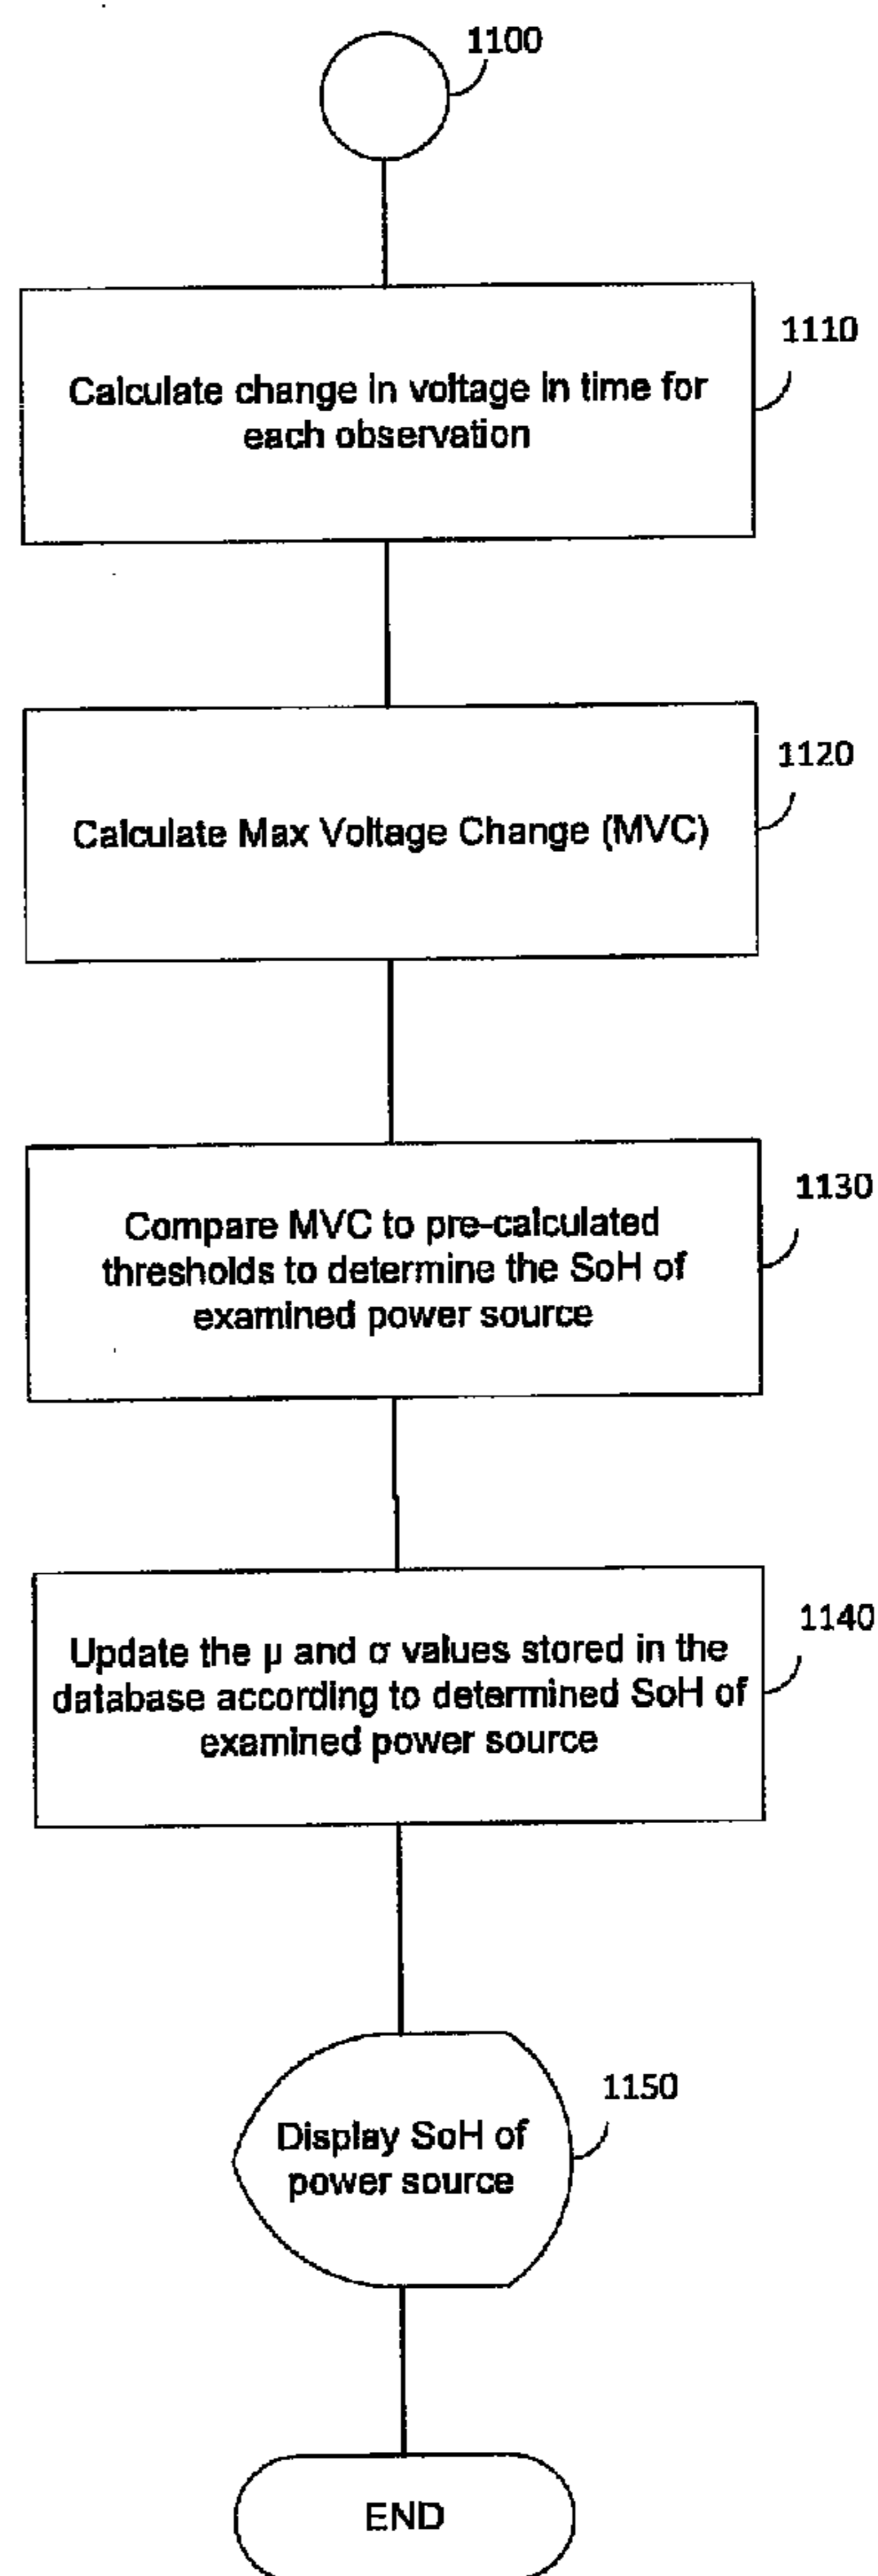 1100
Calculate change in voltage in time for
each observation
1110
Calculate Max Voltage Change (MVC)
1120
Compare MVC to pre-calculated
thresholds to determine the SoH of
examined power source
1130
Update the μ and σ values stored in the
database according to determined SoH of
examined power source
1140
Display SoH of
power source
1150
END